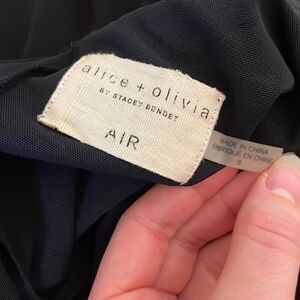 alice + olivia
BY STACEY BENDET
AIR
MADE IN CHINA
FABRIQUE EN CHINE
6